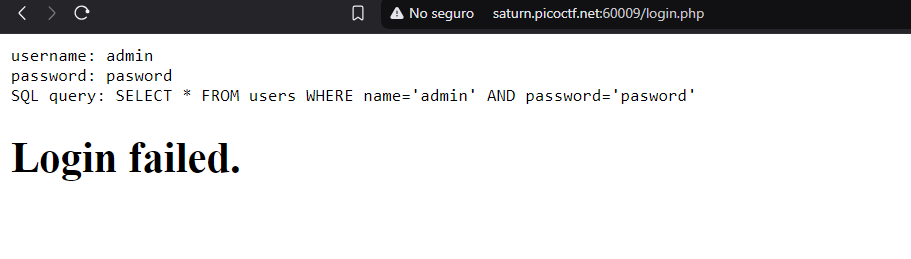 No seguro saturn.picoctf.net:60009/login.php
username: admin
password: pasword
SQL query: SELECT * FROM users WHERE name='admin' AND password='pasword'
Login failed.